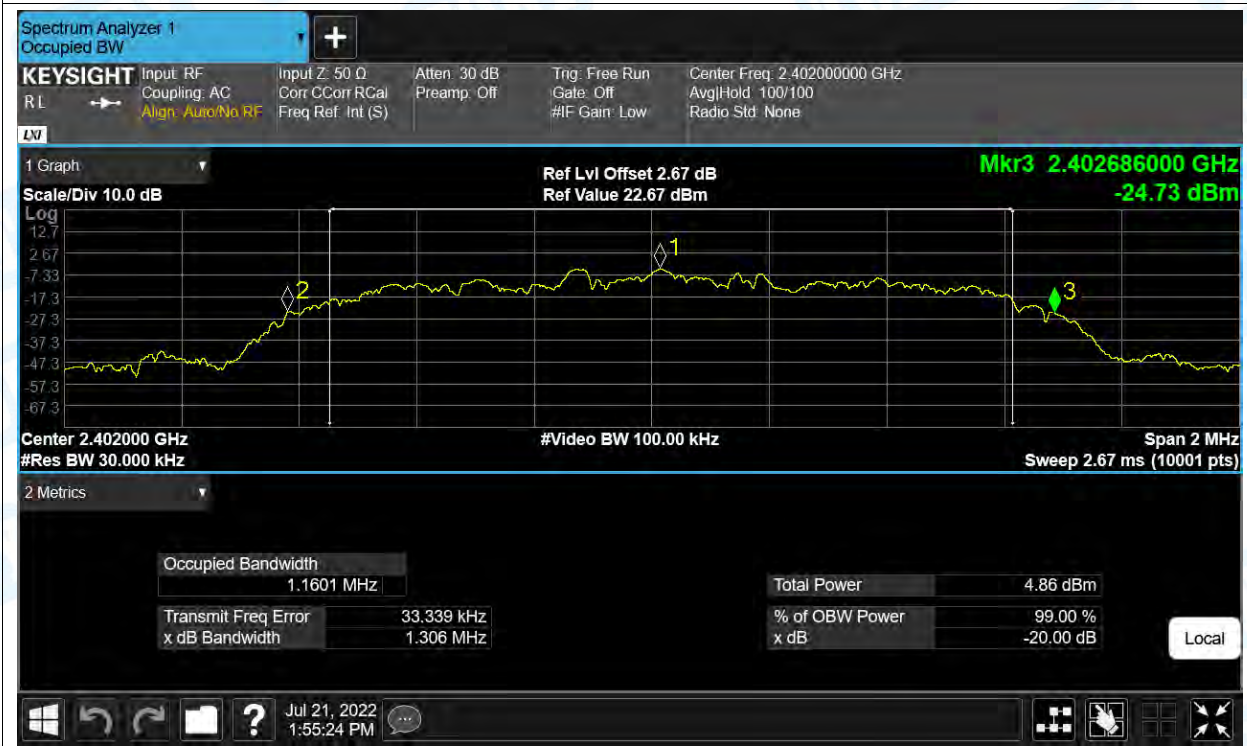 Spectrum Analyzer 1
Occupied BW
+
KEYSIGHT
RL
LXI
Input: RF
Coupling: AC
Align: Auto/No RF
Input Z: 50 Ω
Corr CCorr RCal
Freq Ref: Int (S)
Atten: 30 dB
Preamp: Off
Trig: Free Run
Gate: Off
#IF Gain: Low
Center Freq: 2.402000000 GHz
Avg|Hold: 100/100
Radio Std: None
1 Graph
Scale/Div 10.0 dB
Ref Lvl Offset 2.67 dB
Ref Value 22.67 dBm
Mkr3 2.402686000 GHz
-24.73 dBm
Log
12.7
2.67
-7.33
-17.3
-27.3
-37.3
-47.3
-57.3
-67.3
1
2
3
Center 2.402000 GHz
#Video BW 100.00 kHz
Span 2 MHz
#Res BW 30.000 kHz
Sweep 2.67 ms (10001 pts)
2 Metrics
Occupied Bandwidth
1.1601 MHz
Total Power 4.86 dBm
Transmit Freq Error 33.339 kHz
% of OBW Power 99.00 %
x dB Bandwidth 1.306 MHz
x dB -20.00 dB
Local
?
Jul 21, 2022
1:55:24 PM